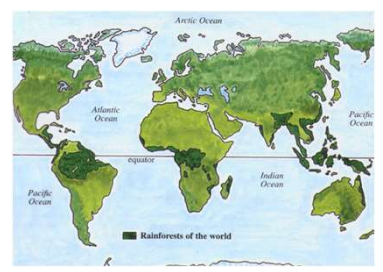 Arctic Ocean
Atlantic
Ocean
Pacific
Ocean
equator
Indian
Ocean
Pacific
Ocean
Rainforests of the world